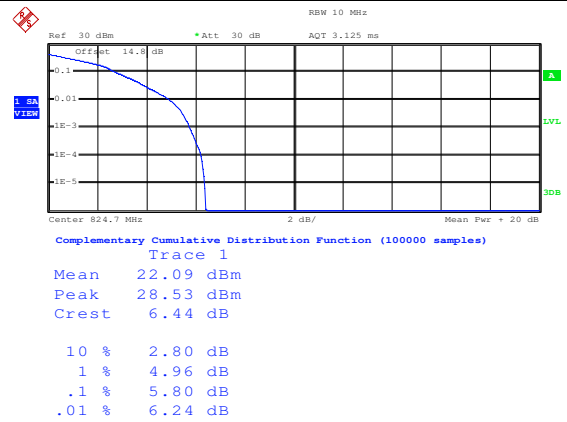 R S
RBW 10 MHz
Ref 30 dBm *Att 30 dB AQT 3.125 ms
Offset 14.8 dB
0.1
A
0.01
1 SA
VIEW
1E-3
LVL
1E-4
1E-5
3DB
Center 824.7 MHz 2 dB/ Mean Pwr + 20 dB
Complementary Cumulative Distribution Function (100000 samples)
Trace 1
Mean 22.09 dBm
Peak 28.53 dBm
Crest 6.44 dB
10 % 2.80 dB
1 % 4.96 dB
.1 % 5.80 dB
.01 % 6.24 dB